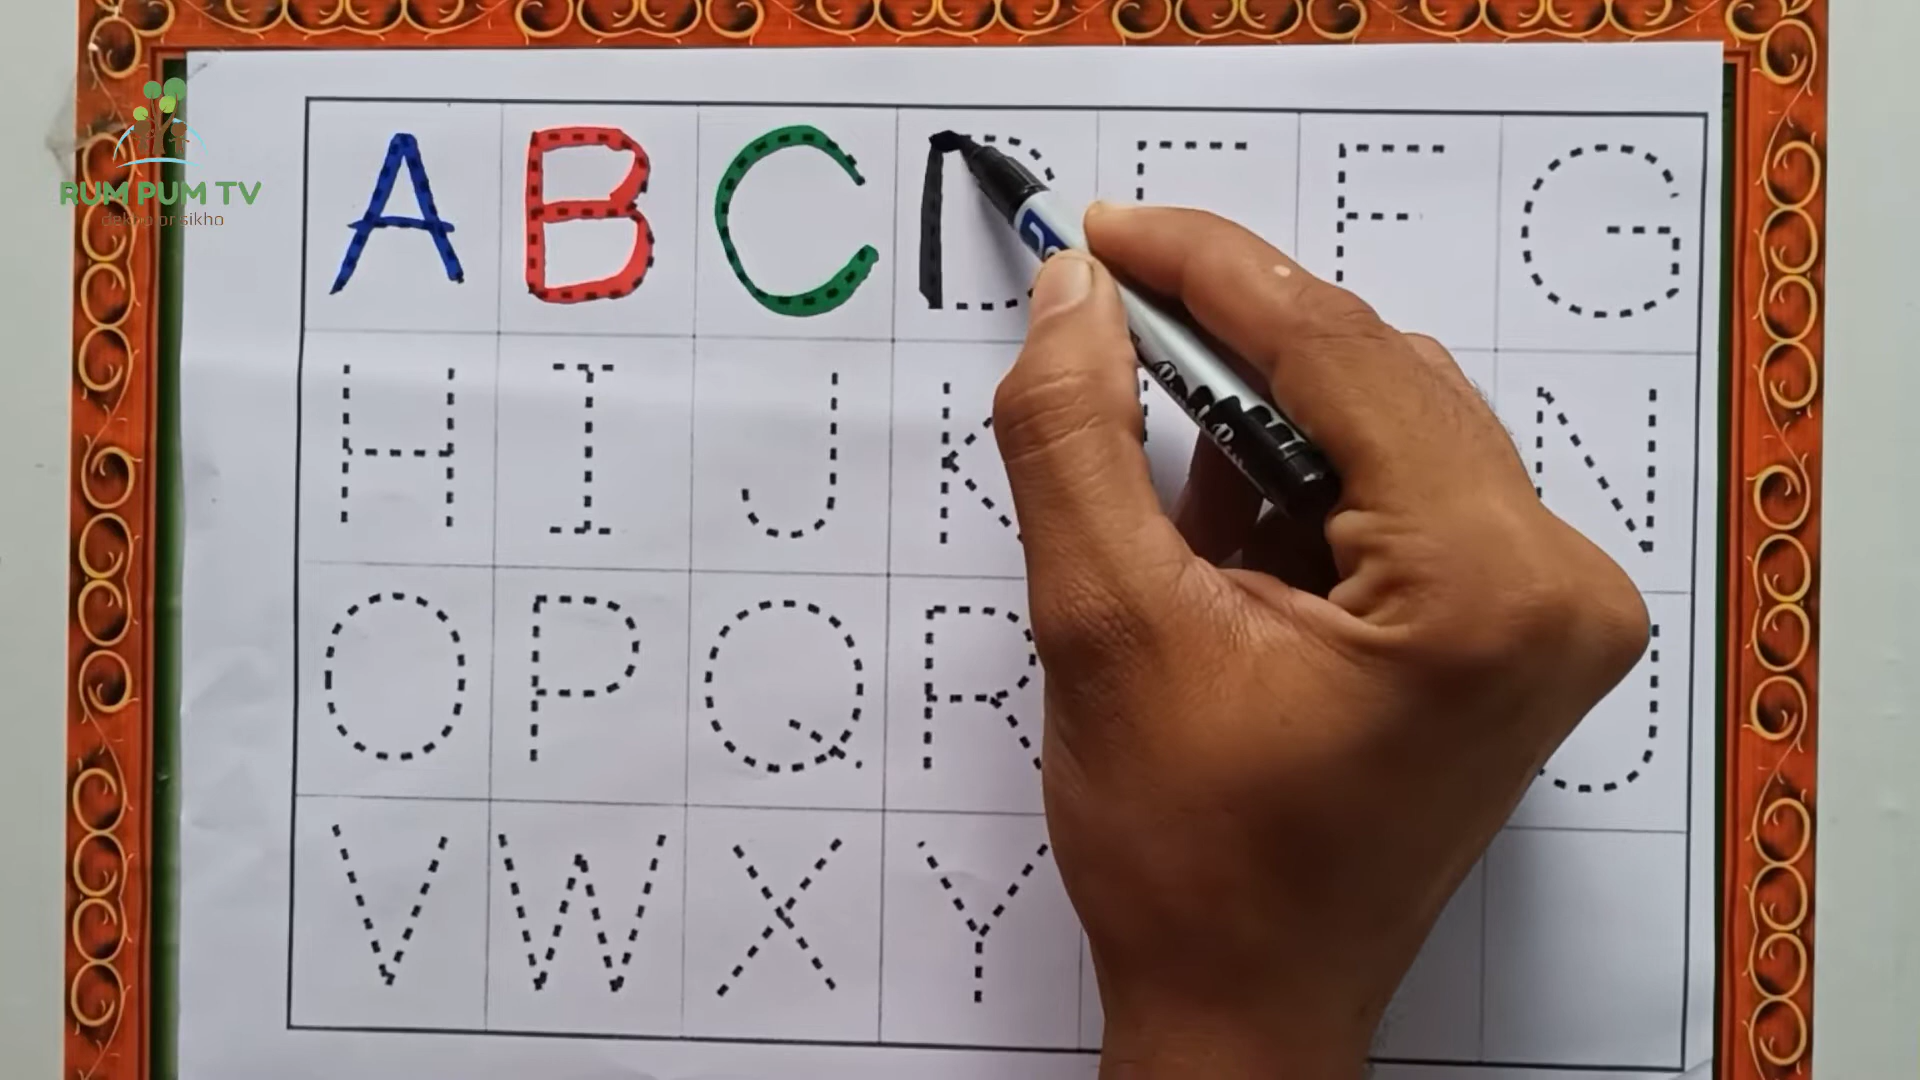 RUM PUM TV
dekho or sikho
A B C D E F G
H I J K N
O P Q R U
V W X Y